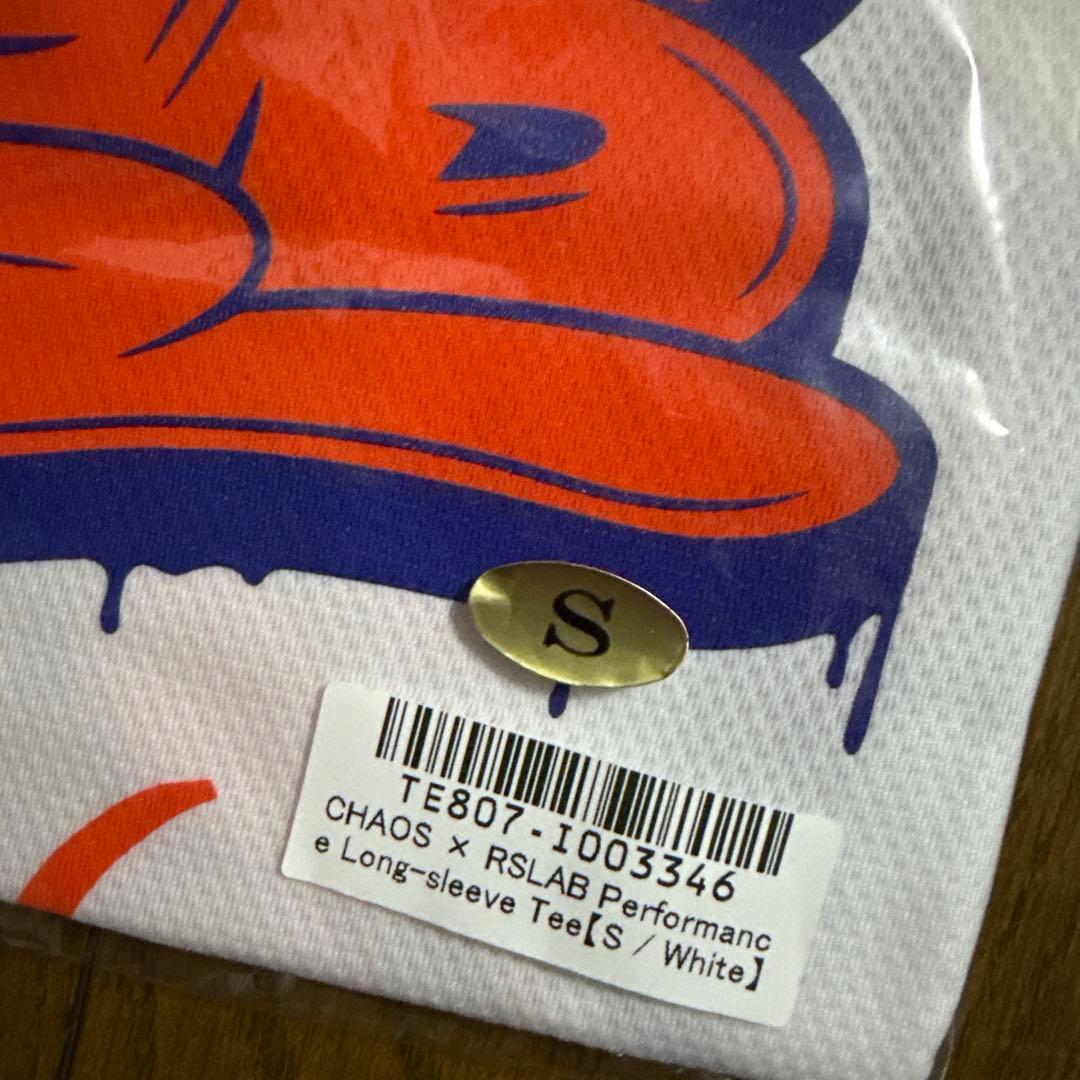 S
TE807-I003346
CHAOS × RSLAB Performanc
e Long-sleeve Tee【S / White】